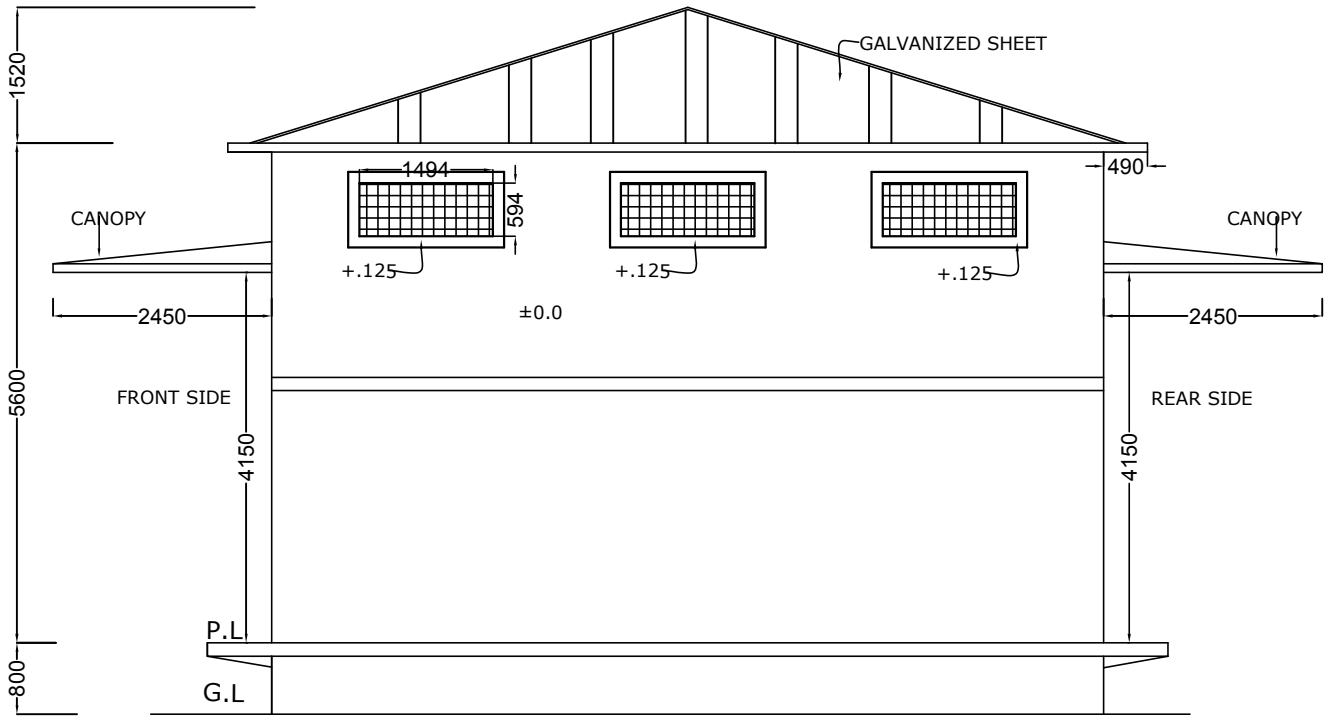 1520
GALVANIZED SHEET
490
1494
594
CANOPY
CANOPY
+.125
+.125
+.125
2450
±0.0
2450
5600
FRONT SIDE
REAR SIDE
4150
4150
P.L
800
G.L